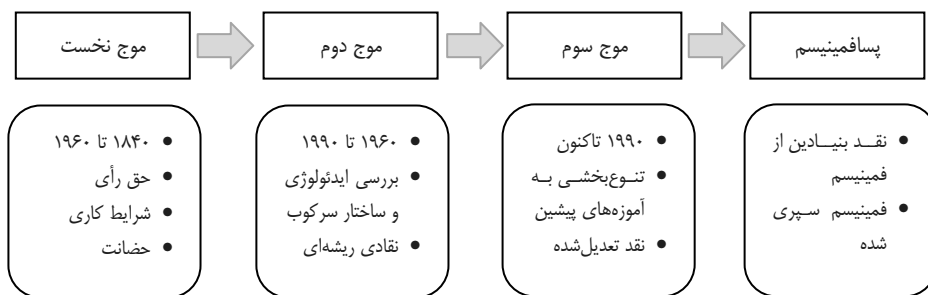 موج نخست
موج دوم
موج سوم
پسافمینیسم
● ۱۸۴۰ تا ۱۹۶۰
● حق رأی
● شرایط کاری
● حضانت
● ۱۹۶۰ تا ۱۹۹۰
● بررسی ایدئولوژی
و ساختار سرکوب
● نقادی ریشه‌ای
● ۱۹۹۰ تاکنون
● تنوع‌بخشی به
آموزه‌های پیشین
● نقد تعدیل‌شده
● نقد بنیادین از
فمینیسم
● فمینیسم سپری
شده